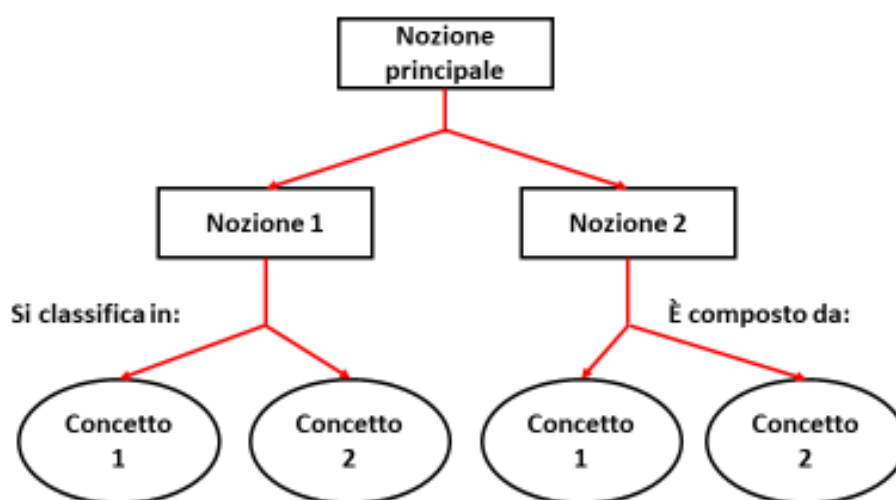 Nozione
principale
Nozione 1
Nozione 2
Si classifica in:
È composto da:
Concetto
1
Concetto
2
Concetto
1
Concetto
2